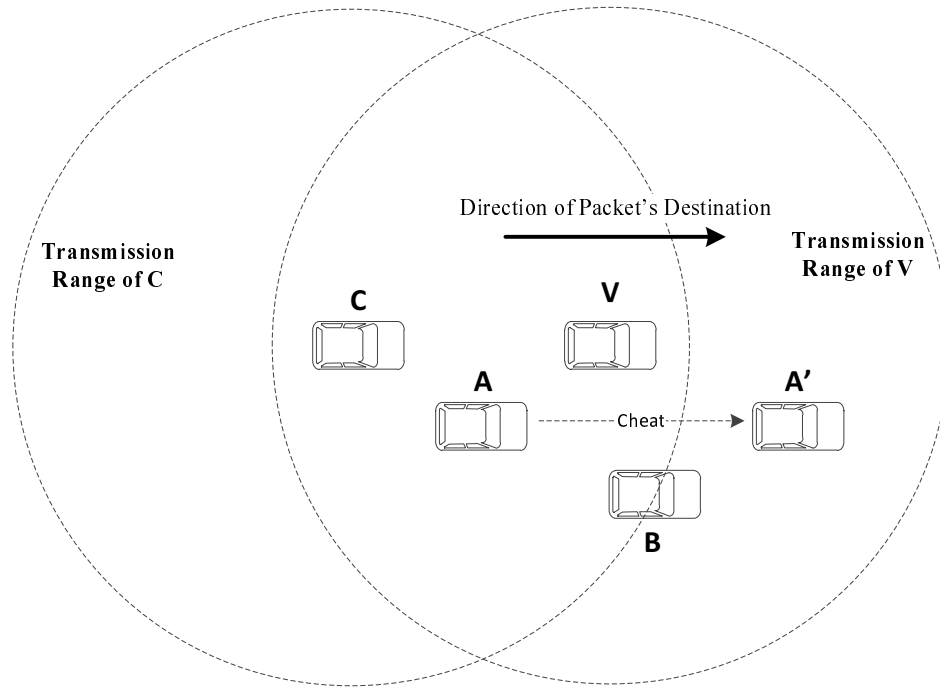 Direction of Packet's Destination
Transmission
Range of C
Transmission
Range of V
C
V
A
A'
Cheat
B